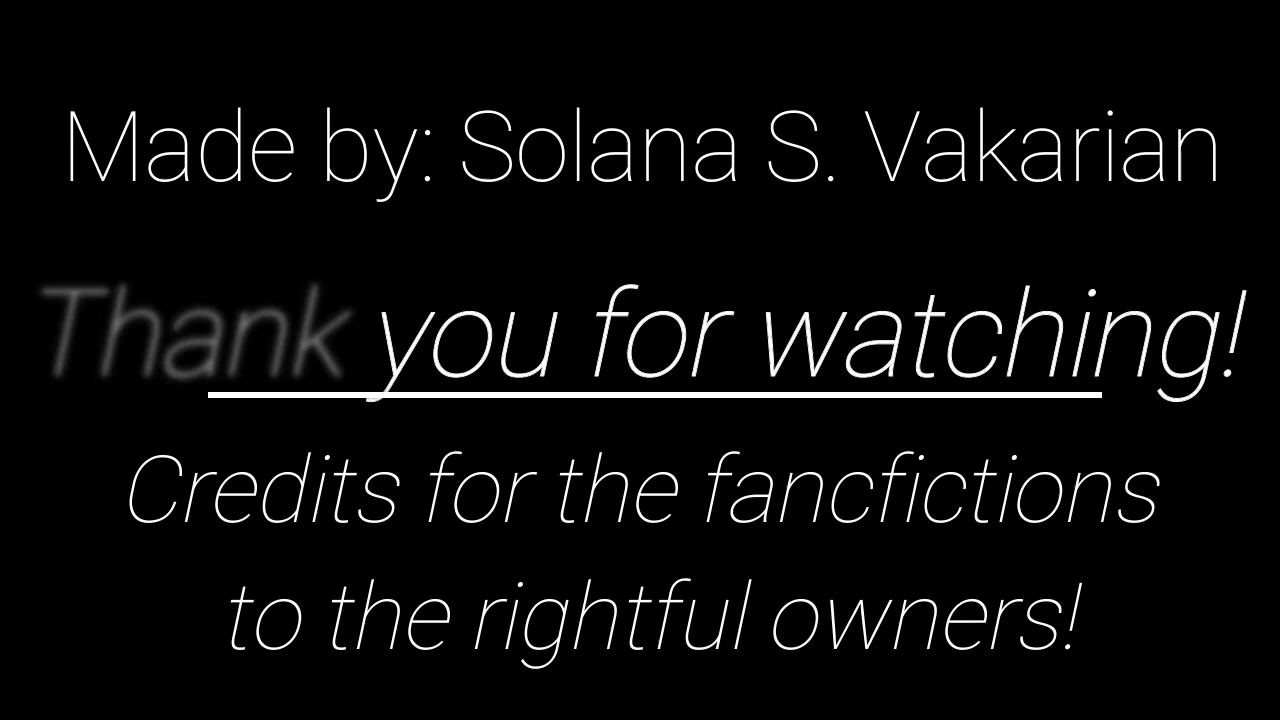 Made by: Solana S. Vakarian
Thank you for watching!
Credits for the fancfictions
to the rightful owners!